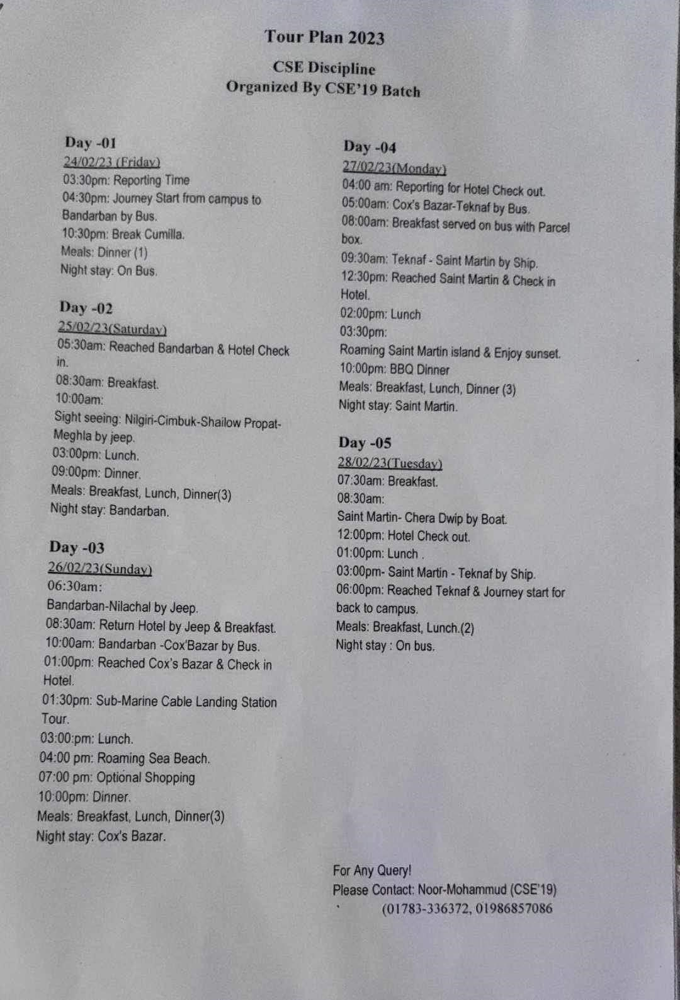 Tour Plan 2023
CSE Discipline
Organized By CSE'19 Batch
Day -01
24/02/23 (Friday)
03:30pm: Reporting Time
04:30pm: Journey Start from campus to
Bandarban by Bus.
10:30pm: Break Cumilla.
Meals: Dinner (1)
Night stay: On Bus.
Day -02
25/02/23(Saturday)
05:30am: Reached Bandarban & Hotel Check
in.
08:30am: Breakfast.
10:00am:
Sight seeing: Nilgiri-Cimbuk-Shailow Propat-
Meghla by jeep.
03:00pm: Lunch.
09:00pm: Dinner.
Meals: Breakfast, Lunch, Dinner(3)
Night stay: Bandarban.
Day -03
26/02/23(Sunday)
06:30am:
Bandarban-Nilachal by Jeep.
08:30am: Return Hotel by Jeep & Breakfast.
10:00am: Bandarban -Cox'Bazar by Bus.
01:00pm: Reached Cox's Bazar & Check in
Hotel.
01:30pm: Sub-Marine Cable Landing Station
Tour.
03:00:pm: Lunch.
04:00 pm: Roaming Sea Beach.
07:00 pm: Optional Shopping
10:00pm: Dinner.
Meals: Breakfast, Lunch, Dinner(3)
Night stay: Cox's Bazar.
Day -04
27/02/23(Monday)
04:00 am: Reporting for Hotel Check out.
05:00am: Cox's Bazar-Teknaf by Bus.
08:00am: Breakfast served on bus with Parcel
box.
09:30am: Teknaf - Saint Martin by Ship.
12:30pm: Reached Saint Martin & Check in
Hotel.
02:00pm: Lunch
03:30pm:
Roaming Saint Martin island & Enjoy sunset.
10:00pm: BBQ Dinner
Meals: Breakfast, Lunch, Dinner (3)
Night stay: Saint Martin.
Day -05
28/02/23(Tuesday)
07:30am: Breakfast.
08:30am:
Saint Martin- Chera Dwip by Boat.
12:00pm: Hotel Check out.
01:00pm: Lunch .
03:00pm- Saint Martin - Teknaf by Ship.
06:00pm: Reached Teknaf & Journey start for
back to campus.
Meals: Breakfast, Lunch.(2)
Night stay : On bus.
For Any Query!
Please Contact: Noor-Mohammud (CSE'19)
(01783-336372, 01986857086